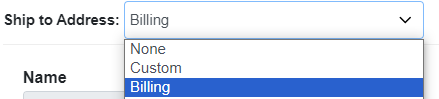 Ship to Address: Billing
None
Custom
Billing
Name